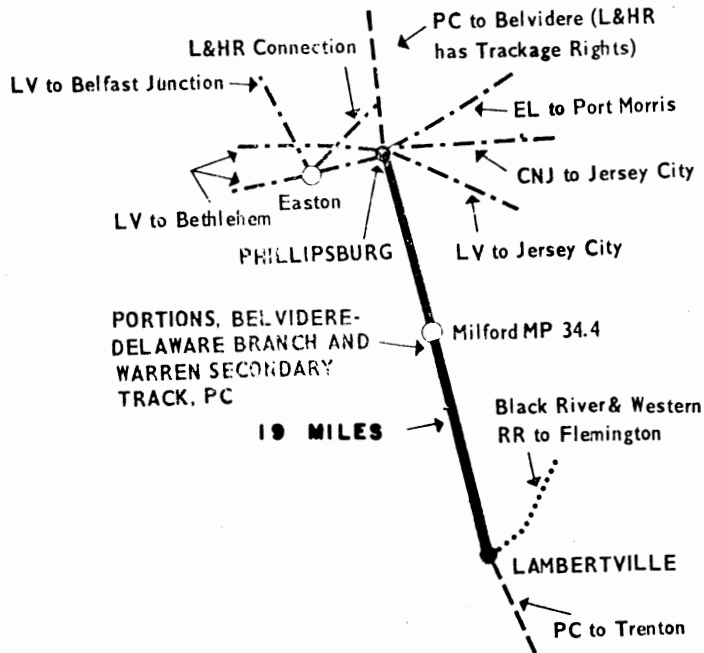 PC to Belvidere (L&HR
has Trackage Rights)
L&HR Connection
LV to Belfast Junction
EL to Port Morris
CNJ to Jersey City
Easton
LV to Bethlehem
PHILLIPSBURG
LV to Jersey City
PORTIONS, BELVIDERE-
DELAWARE BRANCH AND
WARREN SECONDARY
TRACK, PC
Milford MP 34.4
19 MILES
Black River & Western
RR to Flemington
LAMBERTVILLE
PC to Trenton